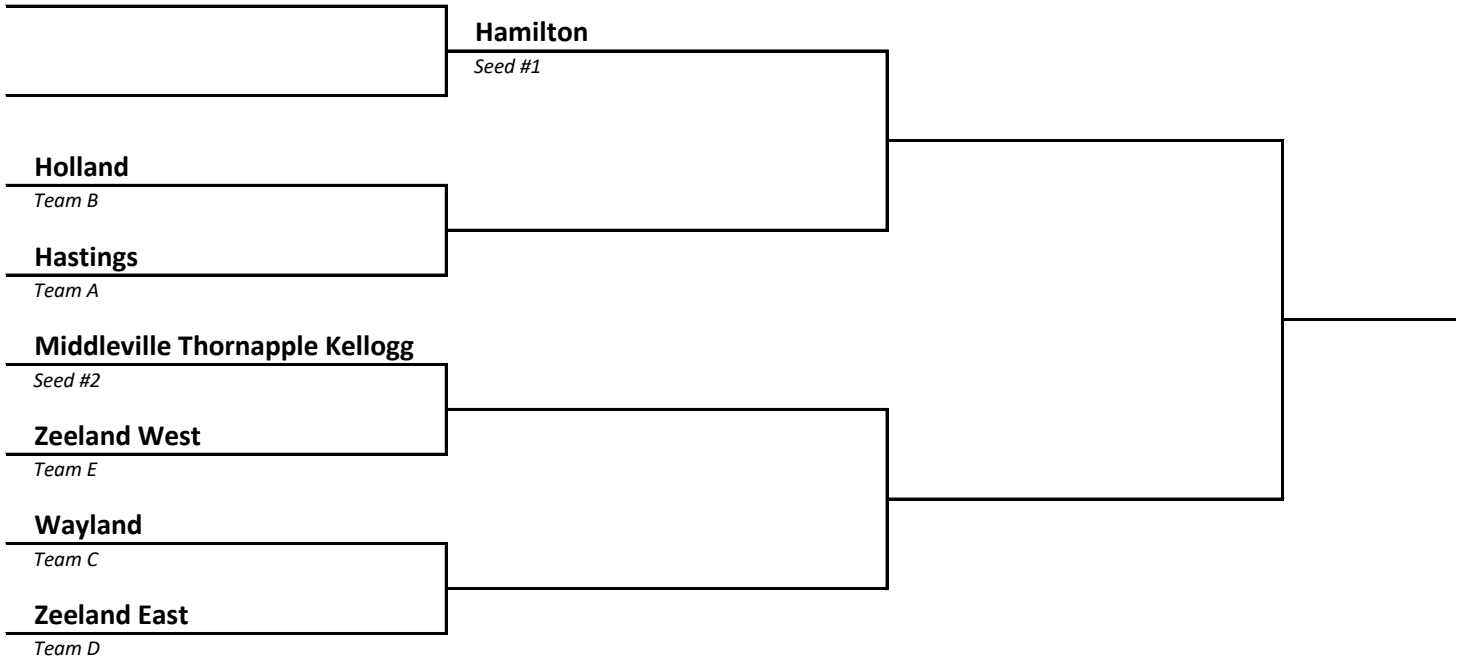 Hamilton
Seed #1
Holland
Team B
Hastings
Team A
Middleville Thornapple Kellogg
Seed #2
Zeeland West
Team E
Wayland
Team C
Zeeland East
Team D